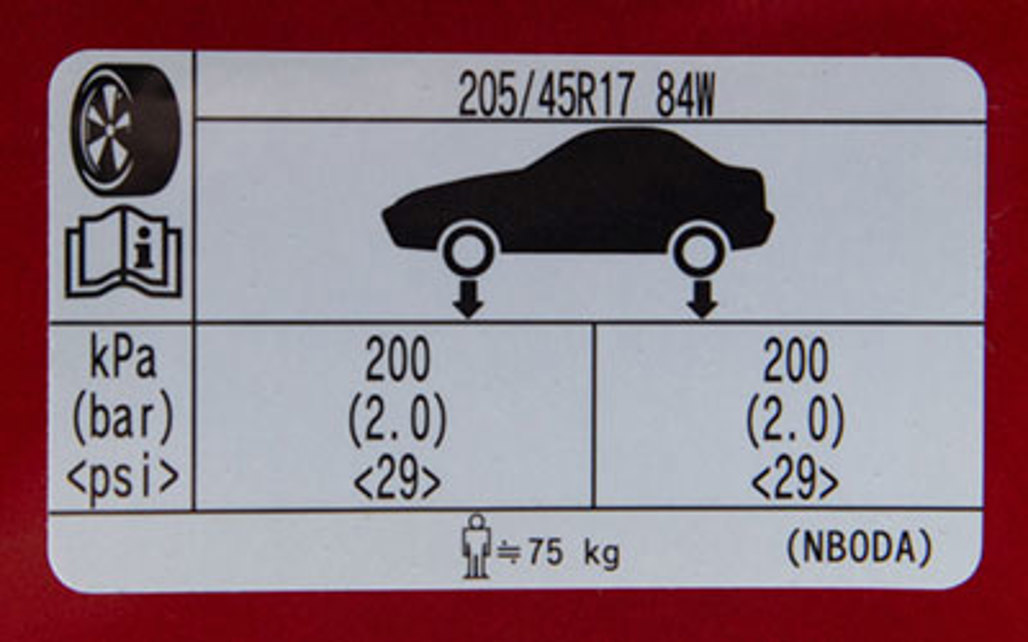 205/45R17 84W
i
kPa 200 200
(bar) (2.0) (2.0)
<psi> <29> <29>
≒75 kg (NBODA)